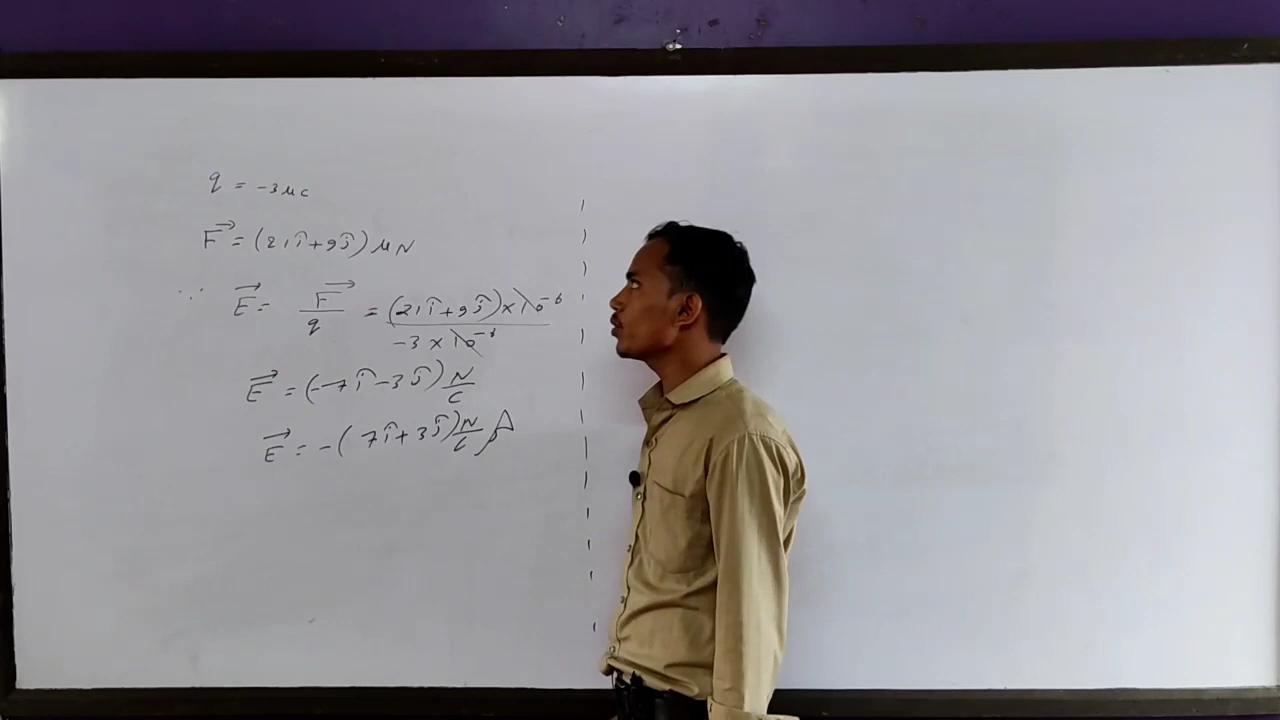 q = -3 μC
F⃗ = (21î+9ĵ) μN
∵ E⃗ = F⃗/q = (21î+9ĵ)×10⁻⁶/-3×10⁻⁶
E⃗ = (-7î-3ĵ) N/C
E⃗ = -(7î+3ĵ) N/C